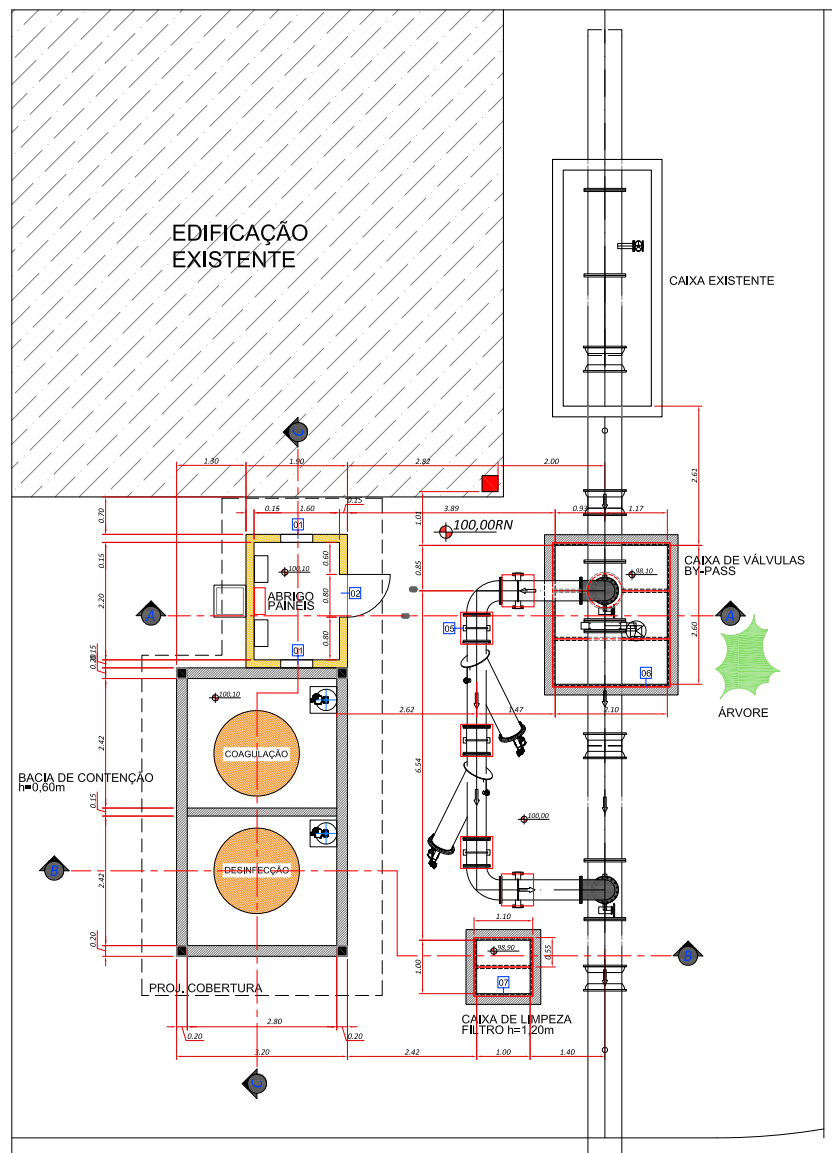 EDIFICAÇÃO
EXISTENTE
CAIXA EXISTENTE
C
1.30
1.90
2.82
2.00
2.61
0.15
1.60
0.15
3.89
0.93
1.17
0.70
01
1.01
100,00RN
0.15
0.60
0.85
CAIXA DE VÁLVULAS
BY-PASS
100,10
98,10
2.20
ABRIGO
PAINEIS
0.80
02
A
A
05
2.60
0.80
01
0.15
0.20
06
100,10
2.62
1.47
2.10
ÁRVORE
2.42
COAGULAÇÃO
6.54
BACIA DE CONTENÇÃO
h=0,60m
0.15
100,00
2.42
DESINFECÇÃO
B
1.10
0.20
98,90
0.55
B
1.00
07
PROJ. COBERTURA
CAIXA DE LIMPEZA
FILTRO h=1,20m
2.80
0.20
0.20
3.20
2.42
1.00
1.40
C